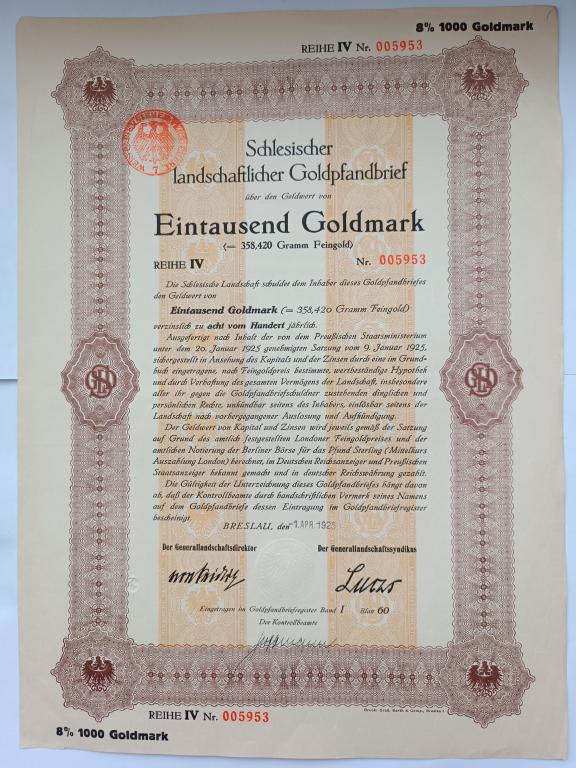 8% 1000 Goldmark
REIHE IV Nr. 005953
Schlesischer
landschaftlicher Goldpfandbrief
über den Geldwert von
Eintausend Goldmark
(= 358,420 Gramm Feingold)
REIHE IV Nr. 005953
Die Schlesische Landschaft schuldet dem Inhaber dieses Goldpfandbriefes
den Geldwert von
Eintausend Goldmark (= 358,420 Gramm Feingold)
verzinslich zu acht vom Hundert jährlich.
Ausgefertigt nach Inhalt der von dem Preußischen Staatsministerium
unter dem 20. Januar 1925 genehmigten Satzung vom 9. Januar 1925,
sichergestellt in Ansehung des Kapitals und der Zinsen durch eine im Grund-
buch eingetragene, nach Feingoldpreis bestimmte, wertbeständige Hypothek
und durch Verhaftung des gesamten Vermögens der Landschaft, insbesondere
aller ihr gegen die Goldpfandbriefschuldner zustehenden dinglichen und
persönlichen Rechte, unkündbar seitens des Inhabers, einlösbar seitens der
Landschaft nach vorhergegangener Auslosung und Aufkündigung.
Der Geldwert von Kapital und Zinsen wird jeweils gemäß der Satzung
auf Grund des amtlich festgestellten Londoner Feingoldpreises und der
amtlichen Notierung der Berliner Börse für das Pfund Sterling (Mittelkurs
Auszahlung London) berechnet, im Deutschen Reichsanzeiger und Preußischen
Staatsanzeiger bekannt gemacht und in deutscher Reichswährung gezahlt.
Die Gültigkeit der Unterzeichnung dieses Goldpfandbriefes hängt davon
ab, daß der Kontrollbeamte durch handschriftlichen Vermerk seines Namens
auf dem Goldpfandbriefe dessen Eintragung im Goldpfandbriefregister
bescheinigt.
BRESLAU, den -1. APR. 1925
Der Generallandschaftsdirektor Der Generallandschaftssyndikus
Eingetragen im Goldpfandbriefregister Band I Blatt 60
Der Kontrollbeamte
REIHE IV Nr. 005953
Druck: Graß, Barth & Comp., Breslau I
8% 1000 Goldmark